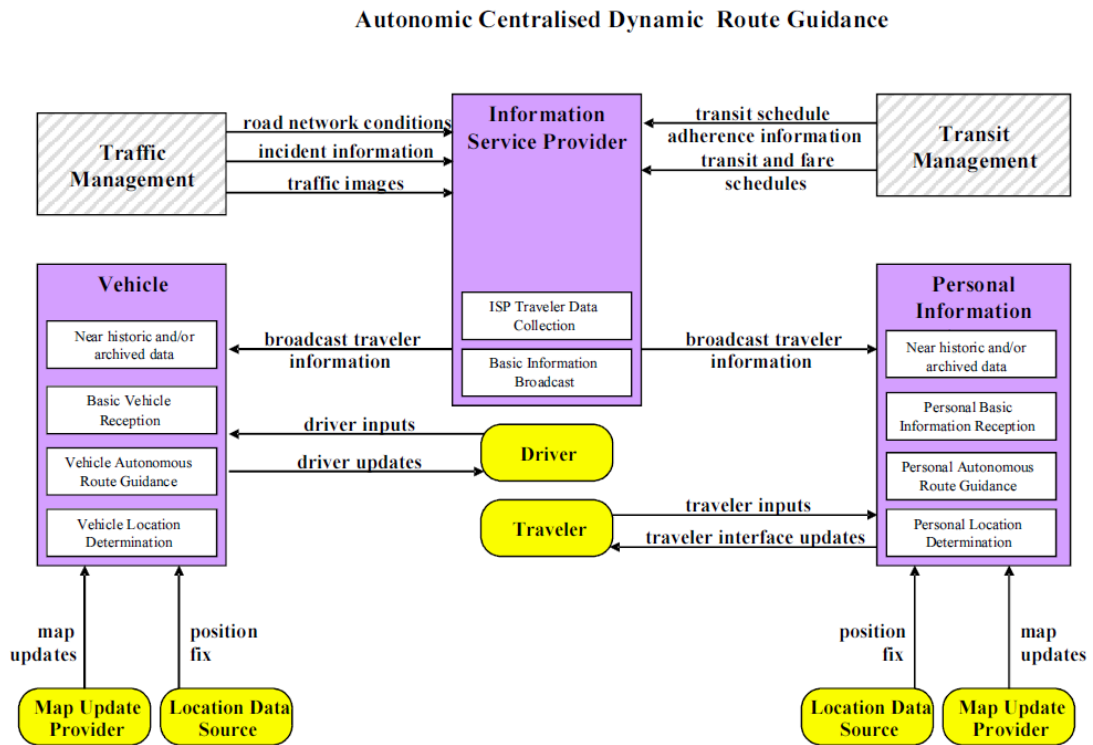 Autonomic Centralised Dynamic Route Guidance
Traffic
Management
road network conditions
incident information
traffic images
Information
Service Provider
transit schedule
adherence information
transit and fare
schedules
Transit
Management
Vehicle
Near historic and/or
archived data
Basic Vehicle
Reception
Vehicle Autonomous
Route Guidance
Vehicle Location
Determination
broadcast traveler
information
ISP Traveler Data
Collection
Basic Information
Broadcast
broadcast traveler
information
Personal
Information
Near historic and/or
archived data
Personal Basic
Information Reception
Personal Autonomous
Route Guidance
Personal Location
Determination
driver inputs
driver updates
Driver
Traveler
traveler inputs
traveler interface updates
map
updates
position
fix
position
fix
map
updates
Map Update
Provider
Location Data
Source
Location Data
Source
Map Update
Provider